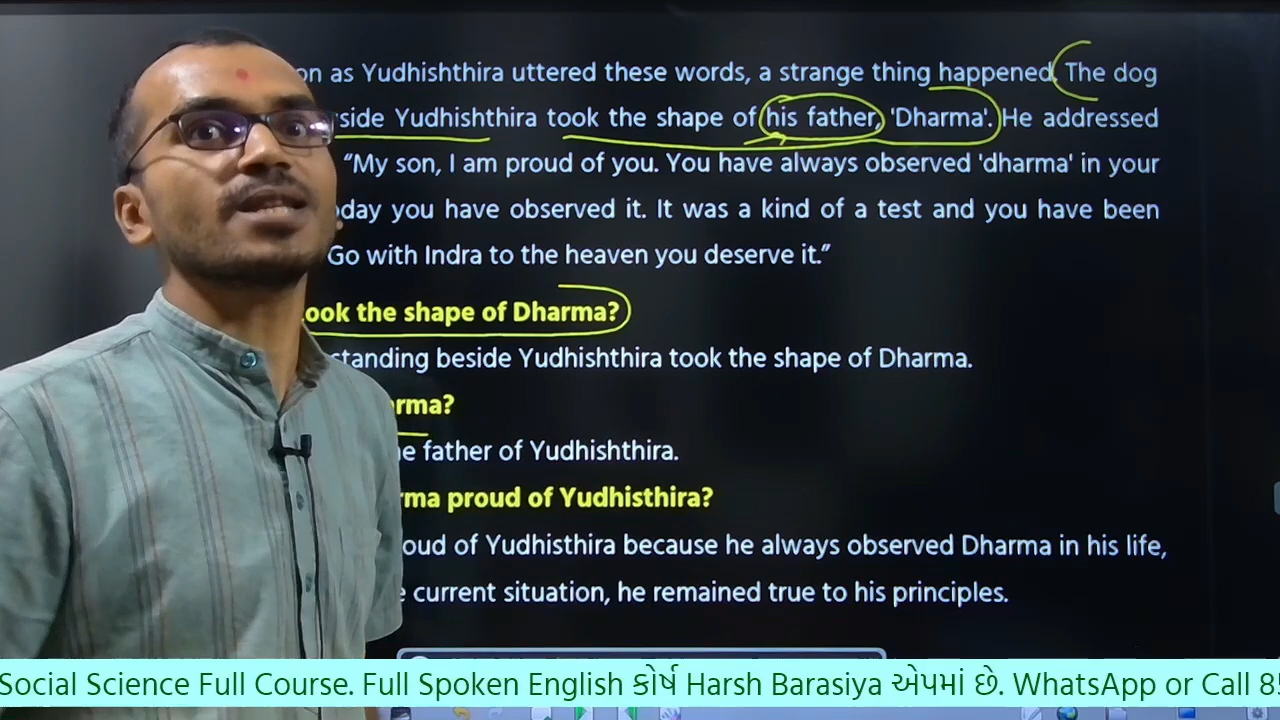 on as Yudhishthira uttered these words, a strange thing happened. The dog
side Yudhishthira took the shape of his father, 'Dharma'. He addressed
“My son, I am proud of you. You have always observed 'dharma' in your
oday you have observed it. It was a kind of a test and you have been
Go with Indra to the heaven you deserve it.”
ook the shape of Dharma?
standing beside Yudhishthira took the shape of Dharma.
rma?
e father of Yudhishthira.
rma proud of Yudhisthira?
oud of Yudhisthira because he always observed Dharma in his life,
e current situation, he remained true to his principles.
Social Science Full Course. Full Spoken English કોર્ષ Harsh Barasiya એપમાં છે. WhatsApp or Call 8